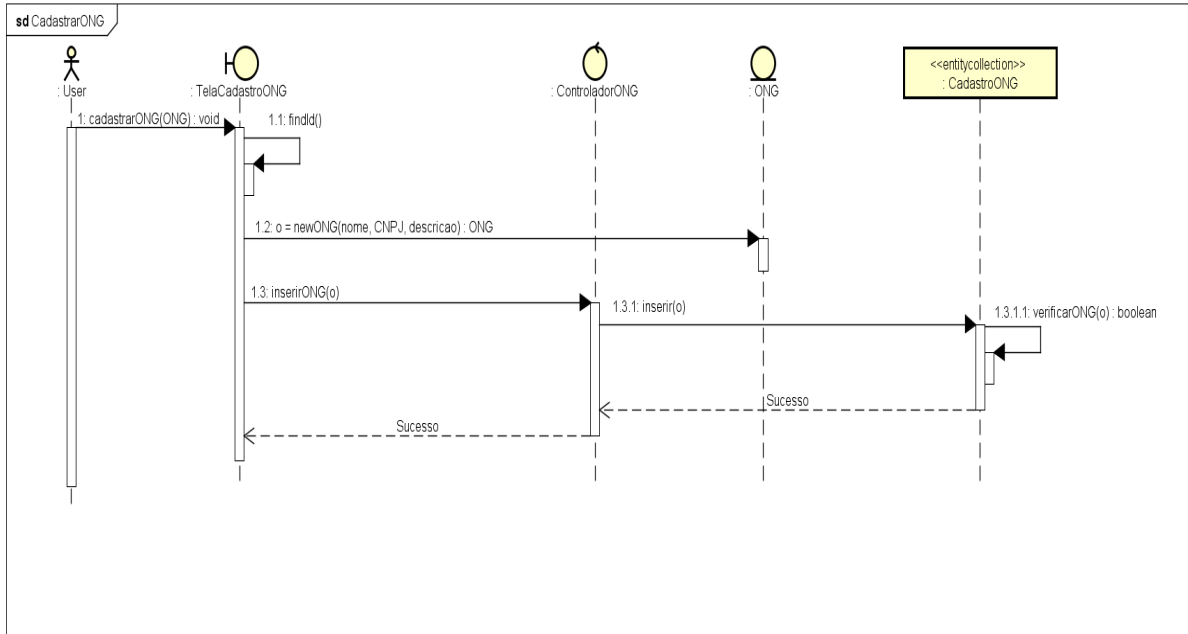 sd CadastrarONG
<<entitycollection>>
: User
: TelaCadastroONG
: ControladorONG
: ONG
: CadastroONG
1: cadastrarONG(ONG) : void
1.1: findId()
1.2: o = newONG(nome, CNPJ, descricao) : ONG
1.3: inserirONG(o)
1.3.1: inserir(o)
1.3.1.1: verificarONG(o) : boolean
Sucesso
Sucesso